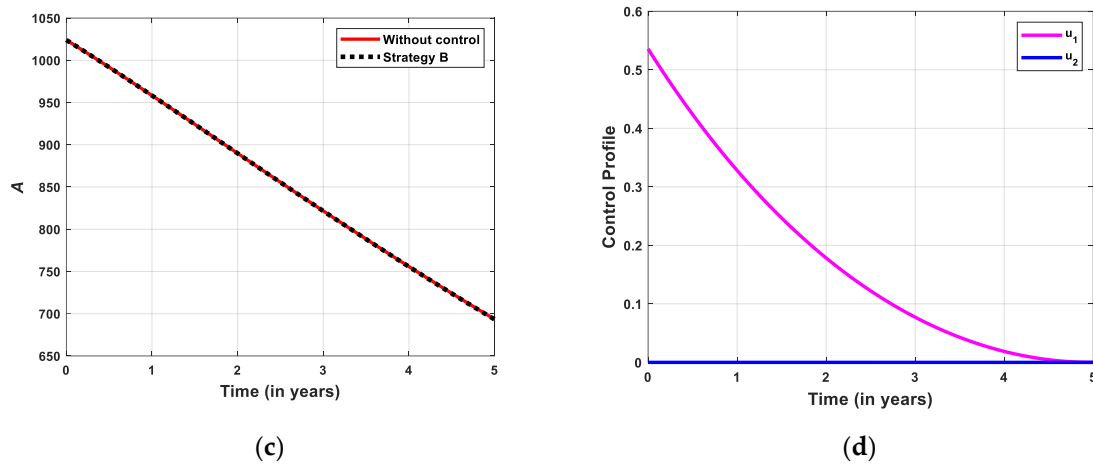 1050
1000
950
900
850
800
750
700
650
A
Without control
Strategy B
0 1 2 3 4 5
Time (in years)
(c)
0.6
0.5
0.4
0.3
0.2
0.1
0
Control Profile
u1
u2
0 1 2 3 4 5
Time (in years)
(d)